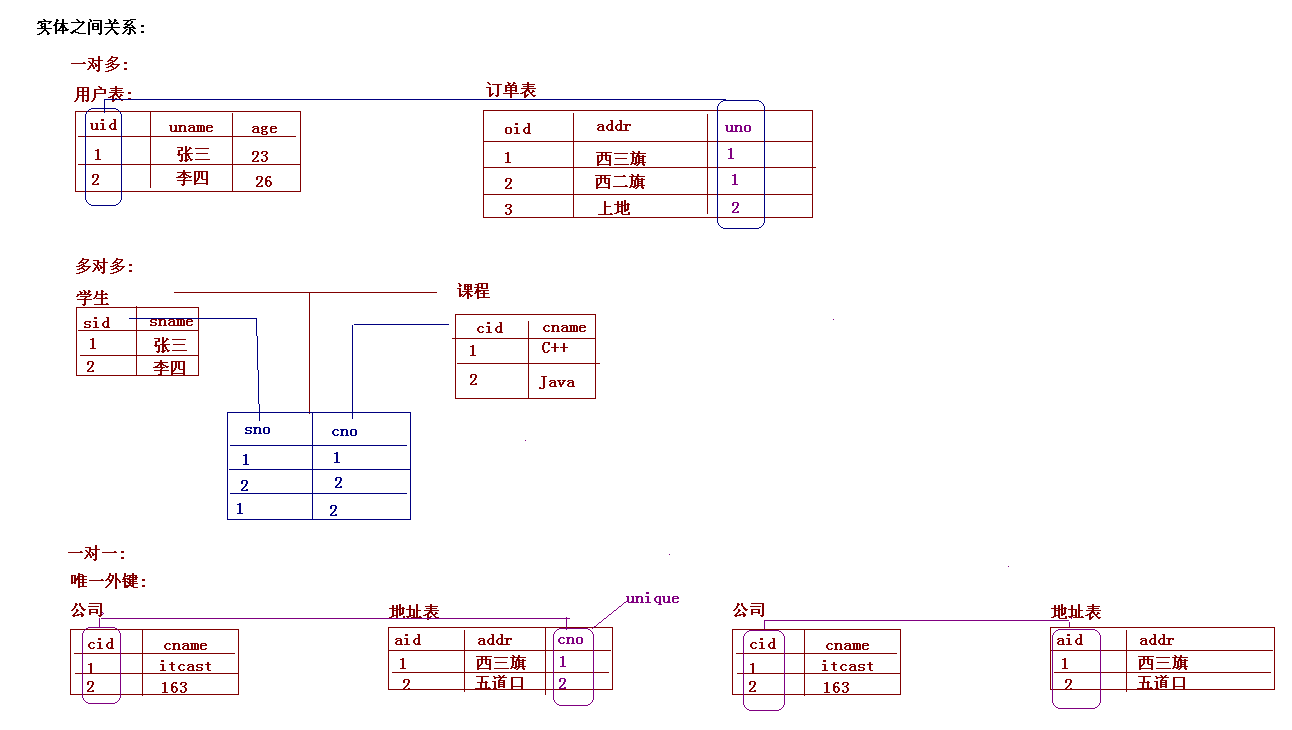 实体之间关系:
一对多:
用户表:
uid uname age
1 张三 23
2 李四 26
订单表
oid addr uno
1 西三旗 1
2 西二旗 1
3 上地 2
多对多:
学生
sid sname
1 张三
2 李四
课程
cid cname
1 C++
2 Java
sno cno
1 1
2 2
1 2
一对一:
唯一外键:
公司
cid cname
1 itcast
2 163
地址表
unique
aid addr cno
1 西三旗 1
2 五道口 2
公司
cid cname
1 itcast
2 163
地址表
aid addr
1 西三旗
2 五道口